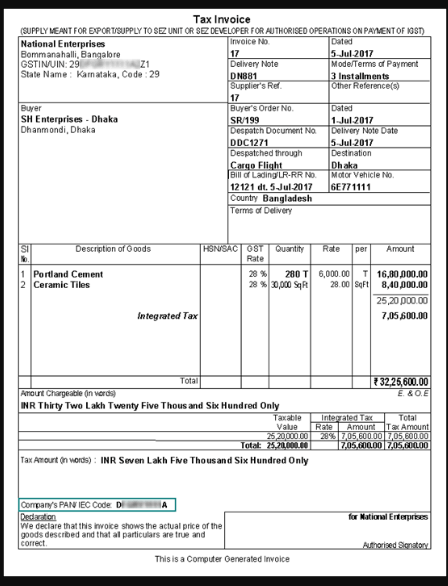 Tax Invoice
(SUPPLY MEANT FOR EXPORT/SUPPLY TO SEZ UNIT OR SEZ DEVELOPER FOR AUTHORISED OPERATIONS ON PAYMENT OF IGST)
National Enterprises
Bommanahalli, Bangalore
GSTIN/UIN: 29 Z1
State Name : Karnataka, Code : 29
Invoice No. Dated
17 5-Jul-2017
Delivery Note Mode/Terms of Payment
DN881 3 Installments
Supplier's Ref. Other Reference(s)
17
Buyer
SH Enterprises - Dhaka
Dhanmondi, Dhaka
Buyer's Order No. Dated
SR/199 1-Jul-2017
Despatch Document No. Delivery Note Date
DDC1271 5-Jul-2017
Despatched through Destination
Cargo Flight Dhaka
Bill of Lading/LR-RR No. Motor Vehicle No.
12121 dt. 5-Jul-2017 6E771111
Country Bangladesh
Terms of Delivery
Sl No. Description of Goods HSN/SAC GST Rate Quantity Rate per Amount
1 Portland Cement 28 % 280 T 6,000.00 T 16,80,000.00
2 Ceramic Tiles 28 % 30,000 SqFt 28.00 SqFt 8,40,000.00
25,20,000.00
Integrated Tax 7,05,600.00
Total ₹ 32,25,600.00
Amount Chargeable (in words) E. & O.E
INR Thirty Two Lakh Twenty Five Thousand Six Hundred Only
Taxable Value Integrated Tax Total Tax Amount
Rate Amount
25,20,000.00 28% 7,05,600.00 7,05,600.00
Total: 25,20,000.00 7,05,600.00 7,05,600.00
Tax Amount (in words) : INR Seven Lakh Five Thousand Six Hundred Only
Company's PAN/ IEC Code: D A
Declaration
We declare that this invoice shows the actual price of the
goods described and that all particulars are true and
correct.
for National Enterprises
Authorised Signatory
This is a Computer Generated Invoice